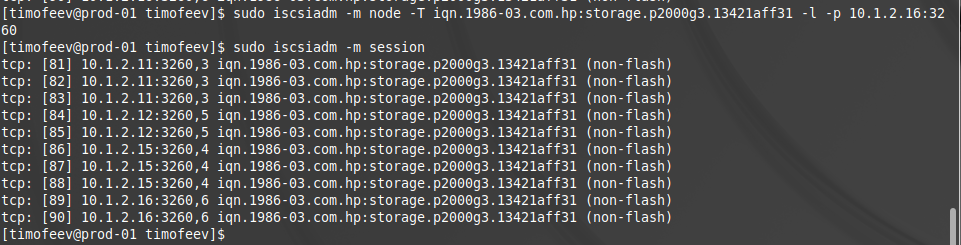 [timofeev@prod-01 timofeev]$ sudo iscsiadm -m node -T iqn.1986-03.com.hp:storage.p2000g3.13421aff31 -l -p 10.1.2.16:32
60
[timofeev@prod-01 timofeev]$ sudo iscsiadm -m session
tcp: [81] 10.1.2.11:3260,3 iqn.1986-03.com.hp:storage.p2000g3.13421aff31 (non-flash)
tcp: [82] 10.1.2.11:3260,3 iqn.1986-03.com.hp:storage.p2000g3.13421aff31 (non-flash)
tcp: [83] 10.1.2.11:3260,3 iqn.1986-03.com.hp:storage.p2000g3.13421aff31 (non-flash)
tcp: [84] 10.1.2.12:3260,5 iqn.1986-03.com.hp:storage.p2000g3.13421aff31 (non-flash)
tcp: [85] 10.1.2.12:3260,5 iqn.1986-03.com.hp:storage.p2000g3.13421aff31 (non-flash)
tcp: [86] 10.1.2.15:3260,4 iqn.1986-03.com.hp:storage.p2000g3.13421aff31 (non-flash)
tcp: [87] 10.1.2.15:3260,4 iqn.1986-03.com.hp:storage.p2000g3.13421aff31 (non-flash)
tcp: [88] 10.1.2.15:3260,4 iqn.1986-03.com.hp:storage.p2000g3.13421aff31 (non-flash)
tcp: [89] 10.1.2.16:3260,6 iqn.1986-03.com.hp:storage.p2000g3.13421aff31 (non-flash)
tcp: [90] 10.1.2.16:3260,6 iqn.1986-03.com.hp:storage.p2000g3.13421aff31 (non-flash)
[timofeev@prod-01 timofeev]$